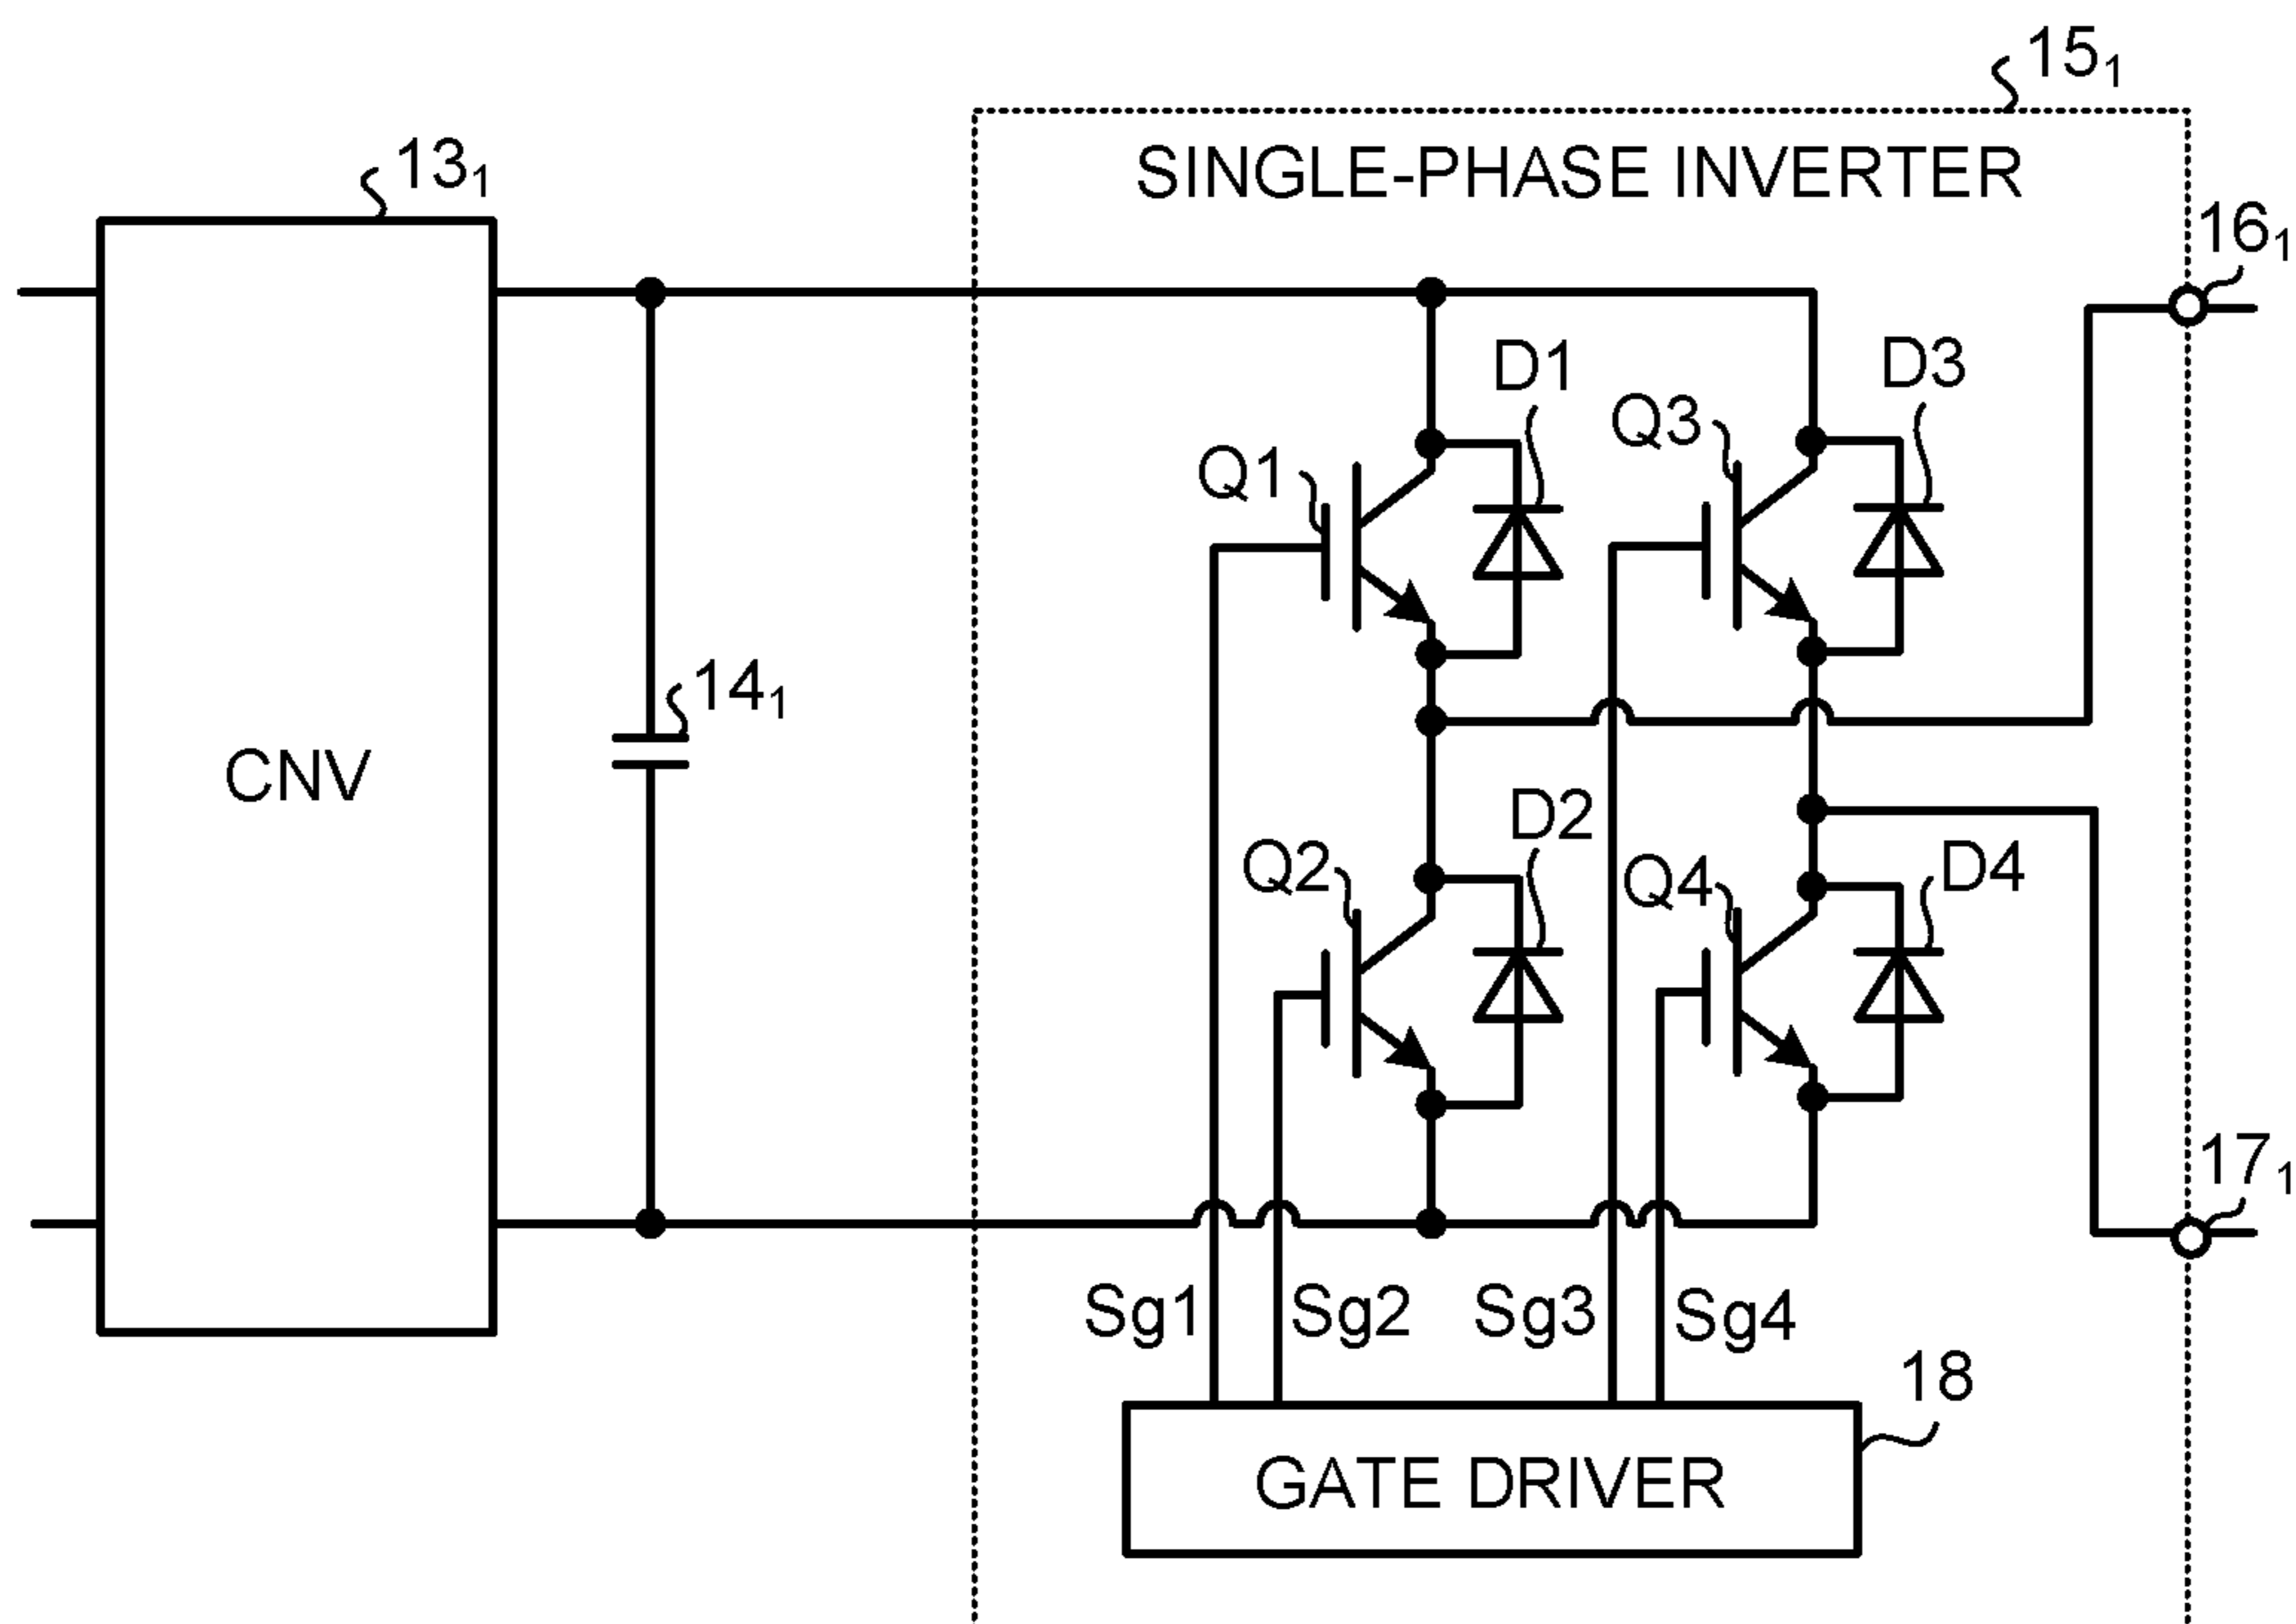 15₁
SINGLE-PHASE INVERTER
13₁
16₁
D1
D3
Q1
Q3
14₁
CNV
D2
D4
Q2
Q4
17₁
Sg1
Sg2
Sg3
Sg4
18
GATE DRIVER